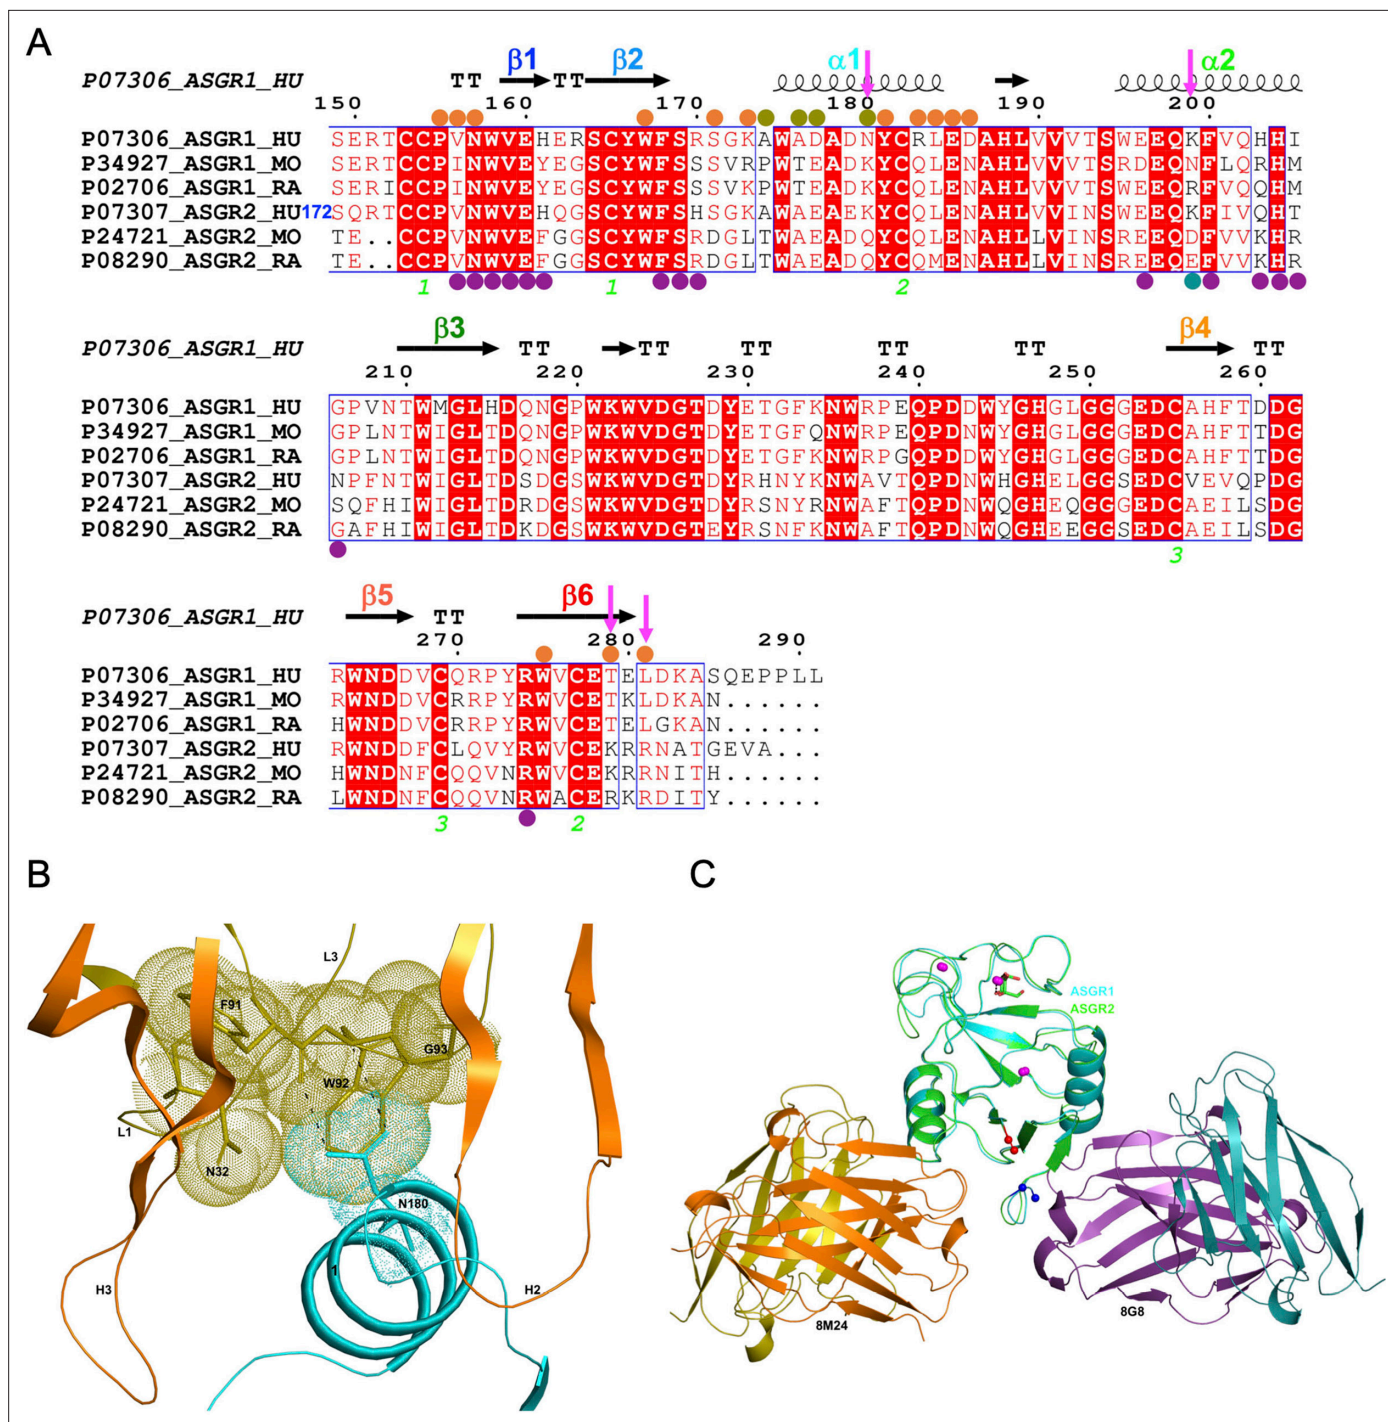 A
β1 β2 α1 α2
P07306_ASGR1_HU TT TT
150 160 170 180 190 200
P07306_ASGR1_HU SERTCCPVNWVEHERSCYWFSRSGKAWADADNYCRLEDAHLVVVTSWEEQKFVQHHI
P34927_ASGR1_MO SERTCCPINWVEYEGSCYWFSSSVRPWTEADKYCQLENAHLVVVTSRDEQNFLQRHM
P02706_ASGR1_RA SERICCPINWVEYEGSCYWFSSSVKPWTEADKYCQLENAHLVVVTSWEEQRFVQQHM
P07307_ASGR2_HU 172 SQRTCCPVNWVEHQGSCYWFSHSGKAWAEAEKYCQLENAHLVVINSWEEQKFIVQHT
P24721_ASGR2_MO TE..CCPVNWVEFGGSCYWFSRDGLTWAEADQYCQLENAHLLVINSREEQDFVVKHR
P08290_ASGR2_RA TE..CCPVNWVEFGGSCYWFSRDGLTWAEADQYCQMENAHLLVINSREEQEFVVKHR
1 1 2
β3 β4
P07306_ASGR1_HU TT TT TT TT TT TT
210 220 230 240 250 260
P07306_ASGR1_HU GPVNTWMGLHDQNGPWKWVDGTDYETGFKNWRPEQPDDWYGHGLGGGEDCAHFTDDG
P34927_ASGR1_MO GPLNTWIGLTDQNGPWKWVDGTDYETGFQNWRPEQPDNWYGHGLGGGEDCAHFTTDG
P02706_ASGR1_RA GPLNTWIGLTDQNGPWKWVDGTDYETGFKNWRPGQPDDWYGHGLGGGEDCAHFTTDG
P07307_ASGR2_HU NPFNTWIGLTDSDGSWKWVDGTDYRHNYKNWAVTQPDNWHGHELGGSEDCVEVQPDG
P24721_ASGR2_MO SQFHIWIGLTDRDGSWKWVDGTDYRSNYRNWAFTQPDNWQGHEQGGGEDCAEILSDG
P08290_ASGR2_RA GAFHIWIGLTDKDGSWKWVDGTEYRSNFKNWAFTQPDNWQGHEEGGSEDCAEILSDG
3
β5 β6
P07306_ASGR1_HU TT
270 280 290
P07306_ASGR1_HU RWNDDVCQRPYRWVCETELDKASQEPPLL
P34927_ASGR1_MO RWNDDVCRRPYRWVCETKLDKAN......
P02706_ASGR1_RA HWNDDVCRRPYRWVCETELGKAN......
P07307_ASGR2_HU RWNDDFCLQVYRWVCEKRRNATGEVA...
P24721_ASGR2_MO HWNDNFCQQVNRWVCEKRRNITH......
P08290_ASGR2_RA LWNDNFCQQVNRWACERKRDITY......
3 2
B
L3
F91
G93
W92
L1
N32
N180
1
H3
H2
C
ASGR1
ASGR2
8M24
8G8